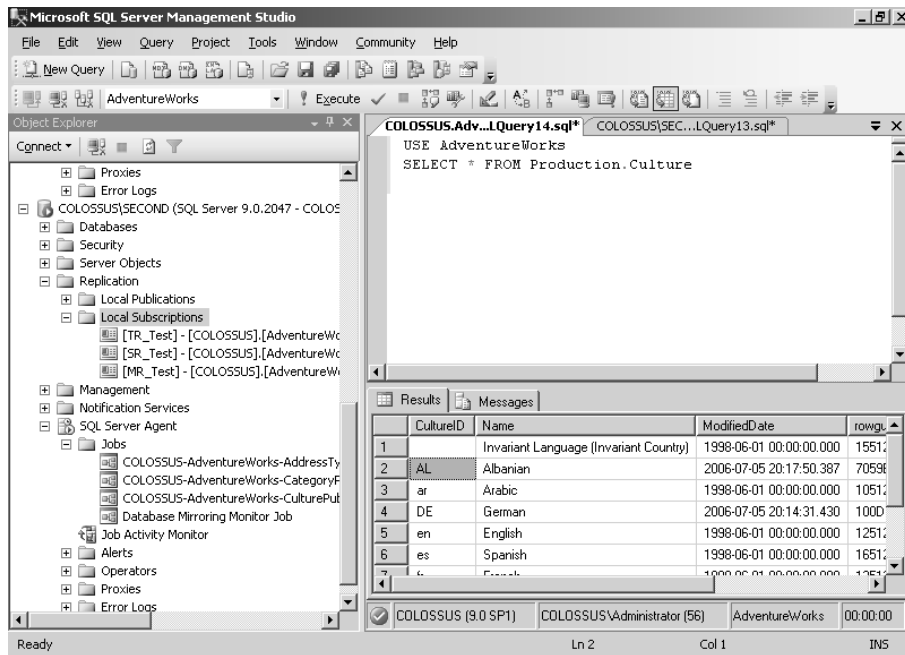 Microsoft SQL Server Management Studio
File Edit View Query Project Tools Window Community Help
New Query
AdventureWorks Execute
Object Explorer
Connect
Proxies
Error Logs
COLOSSUS\SECOND (SQL Server 9.0.2047 - COLOS
Databases
Security
Server Objects
Replication
Local Publications
Local Subscriptions
[TR_Test] - [COLOSSUS].[AdventureWo
[SR_Test] - [COLOSSUS].[AdventureWo
[MR_Test] - [COLOSSUS].[AdventureW
Management
Notification Services
SQL Server Agent
Jobs
COLOSSUS-AdventureWorks-AddressTy
COLOSSUS-AdventureWorks-CategoryP
COLOSSUS-AdventureWorks-CulturePub
Database Mirroring Monitor Job
Job Activity Monitor
Alerts
Operators
Proxies
Error Logs
COLOSSUS.Adv...LQuery14.sql* COLOSSUS\SEC...LQuery13.sql*
USE AdventureWorks
SELECT * FROM Production.Culture
Results Messages
CultureID Name ModifiedDate rowgu
1 Invariant Language (Invariant Country) 1998-06-01 00:00:00.000 15512
2 AL Albanian 2006-07-05 20:17:50.387 7059E
3 ar Arabic 1998-06-01 00:00:00.000 10512
4 DE German 2006-07-05 20:14:31.430 100D
5 en English 1998-06-01 00:00:00.000 12512
6 es Spanish 1998-06-01 00:00:00.000 16512
COLOSSUS (9.0 SP1) COLOSSUS\Administrator (56) AdventureWorks 00:00:00
Ready Ln 2 Col 1 INS